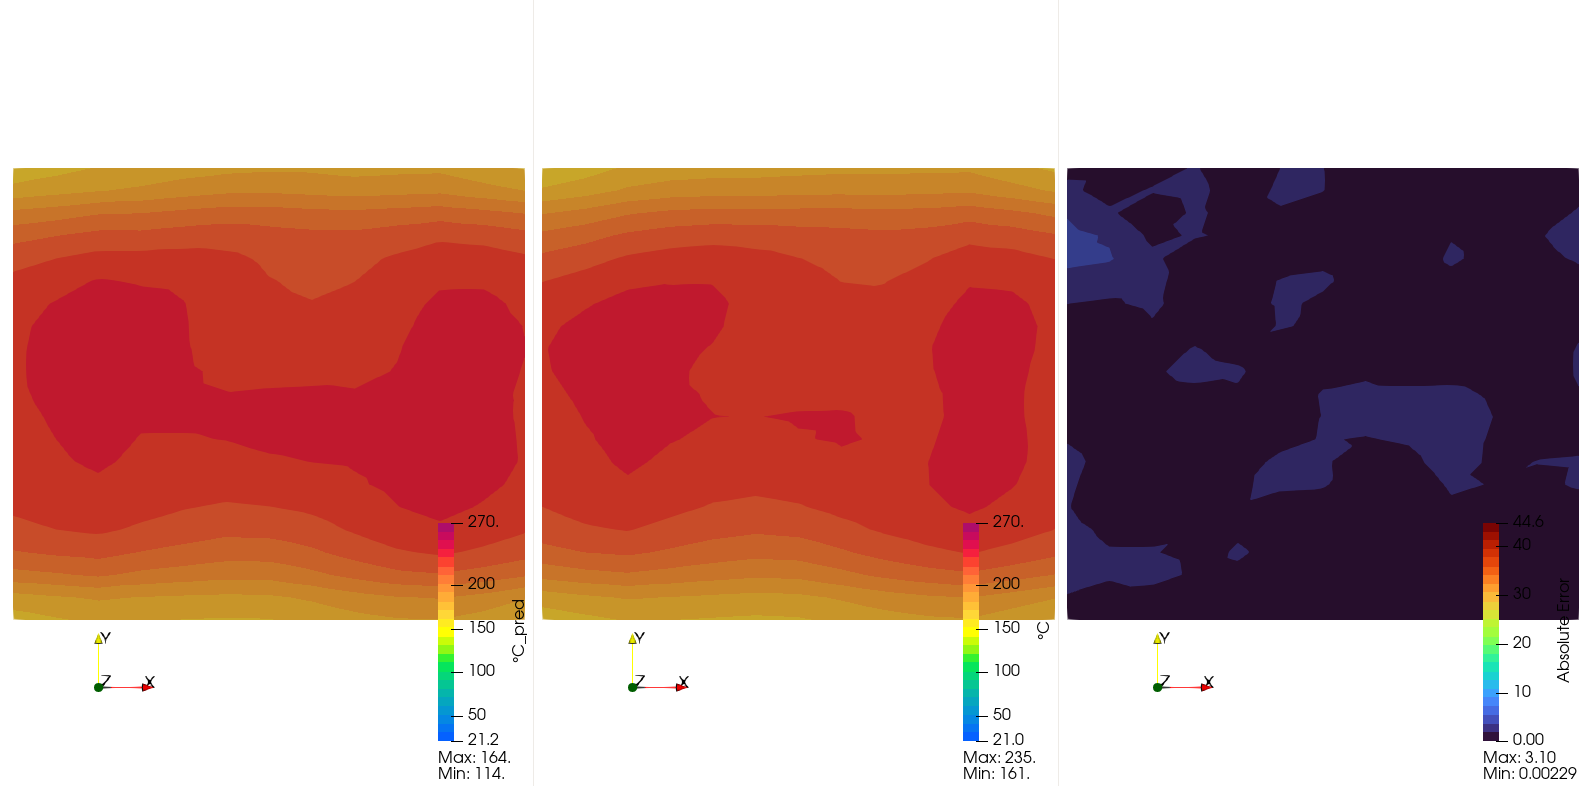 270.
200
150
100
50
21.2
°C_pred
Max: 164.
Min: 114.
Y
Z
X
270.
200
150
100
50
21.0
°C
Max: 235.
Min: 161.
Y
Z
X
44.6
40
30
20
10
0.00
Absolute Error
Max: 3.10
Min: 0.00229
Y
Z
X